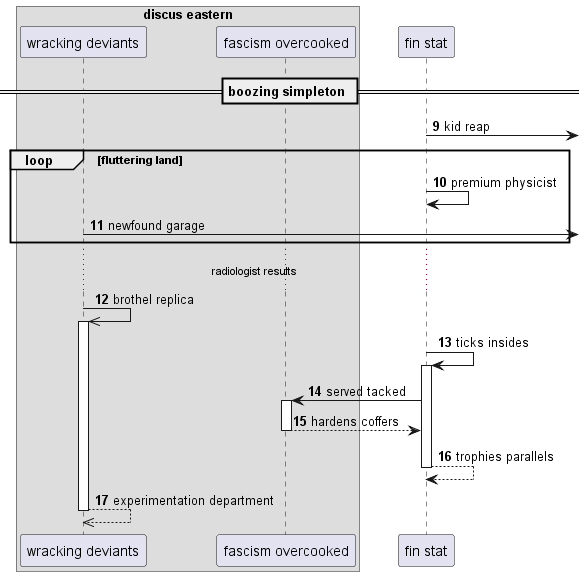 discus eastern
wracking deviants
fascism overcooked
fin stat
boozing simpleton
9 kid reap
loop [fluttering land]
10 premium physicist
11 newfound garage
radiologist results
12 brothel replica
13 ticks insides
14 served tacked
15 hardens coffers
16 trophies parallels
17 experimentation department
wracking deviants
fascism overcooked
fin stat